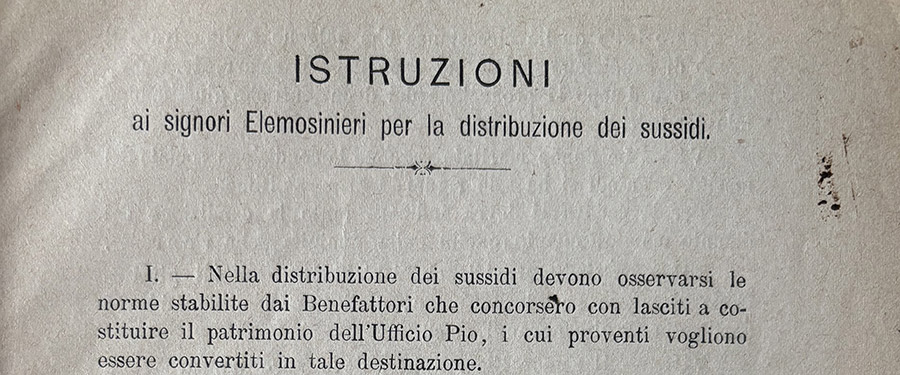 ISTRUZIONI
ai signori Elemosinieri per la distribuzione dei sussidi.
I. — Nella distribuzione dei sussidi devono osservarsi le
norme stabilite dai Benefattori che concorsero con lasciti a co-
stituire il patrimonio dell'Ufficio Pio, i cui proventi vogliono
essere convertiti in tale destinazione.